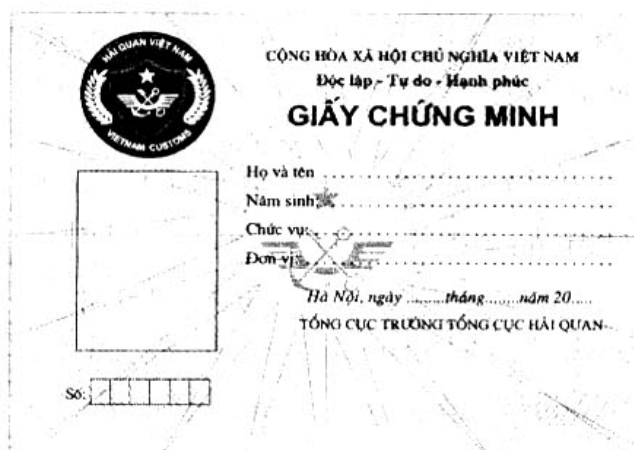 HẢI QUAN VIỆT NAM
VIETNAM CUSTOMS
CỘNG HÒA XÃ HỘI CHỦ NGHĨA VIỆT NAM
Độc lập - Tự do - Hạnh phúc
GIẤY CHỨNG MINH
Họ và tên ..........................................................
Năm sinh: ..........................................................
Chức vụ: ..........................................................
Đơn vị: ..........................................................
Hà Nội, ngày .........tháng........năm 20.....
TỔNG CỤC TRƯỞNG TỔNG CỤC HẢI QUAN
Số: